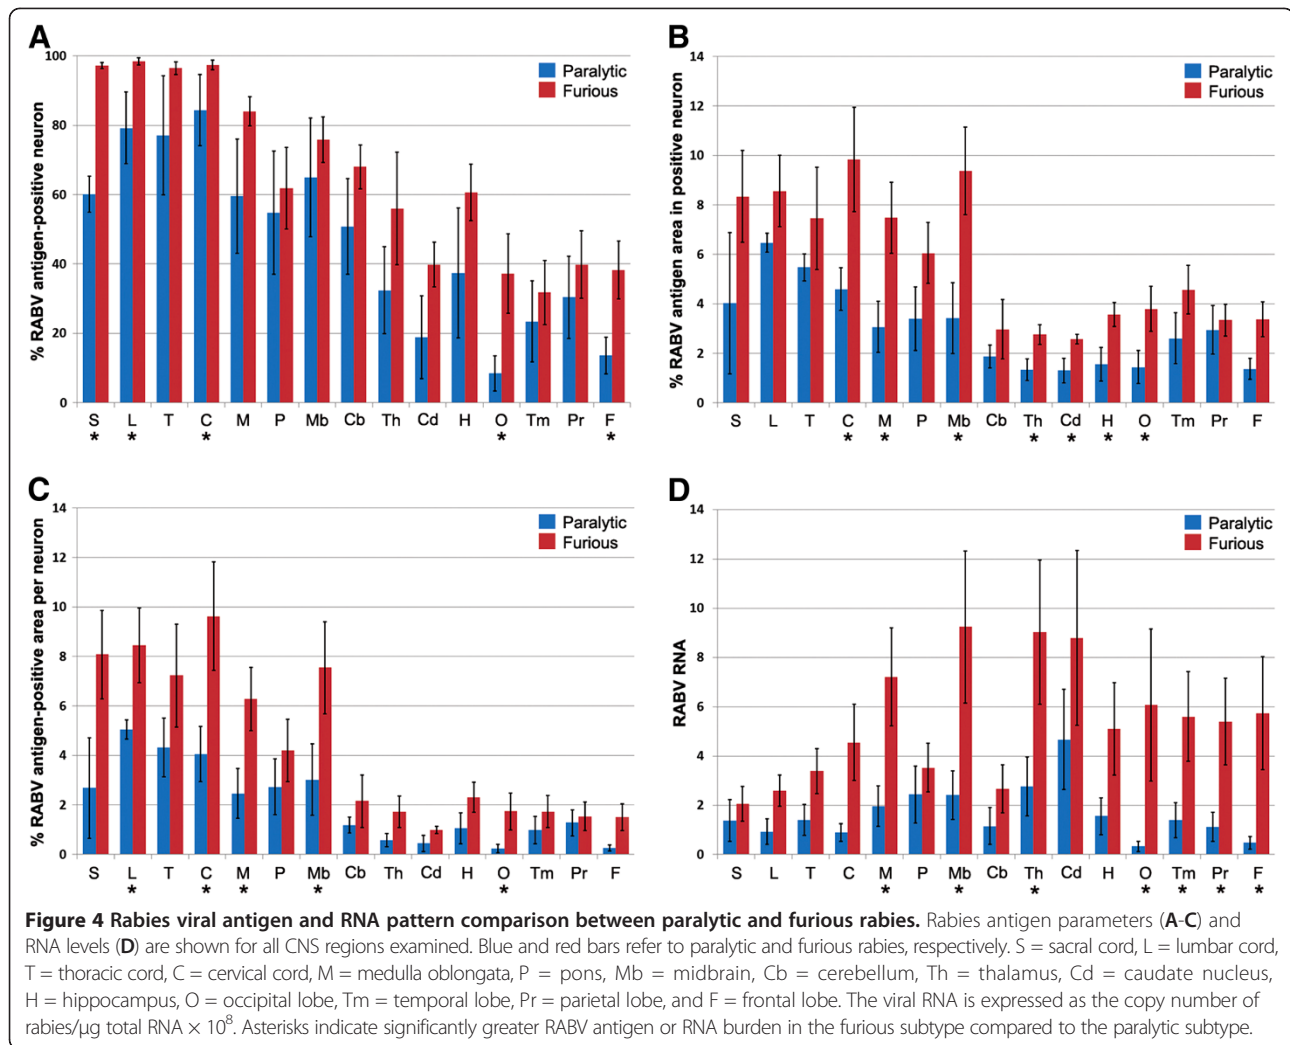 A
% RABV antigen-positive neuron
100
80
60
40
20
0
Paralytic
Furious
S L T C M P Mb Cb Th Cd H O Tm Pr F
* * * * *
B
% RABV antigen area in positive neuron
14
12
10
8
6
4
2
0
Paralytic
Furious
S L T C M P Mb Cb Th Cd H O Tm Pr F
* * * * * * *
C
% RABV antigen-positive area per neuron
14
12
10
8
6
4
2
0
Paralytic
Furious
S L T C M P Mb Cb Th Cd H O Tm Pr F
* * * * *
D
RABV RNA
14
12
10
8
6
4
2
0
Paralytic
Furious
S L T C M P Mb Cb Th Cd H O Tm Pr F
* * * * * * *
Figure 4 Rabies viral antigen and RNA pattern comparison between paralytic and furious rabies. Rabies antigen parameters (A-C) and
RNA levels (D) are shown for all CNS regions examined. Blue and red bars refer to paralytic and furious rabies, respectively. S = sacral cord, L = lumbar cord,
T = thoracic cord, C = cervical cord, M = medulla oblongata, P = pons, Mb = midbrain, Cb = cerebellum, Th = thalamus, Cd = caudate nucleus,
H = hippocampus, O = occipital lobe, Tm = temporal lobe, Pr = parietal lobe, and F = frontal lobe. The viral RNA is expressed as the copy number of
rabies/μg total RNA × 10⁸. Asterisks indicate significantly greater RABV antigen or RNA burden in the furious subtype compared to the paralytic subtype.